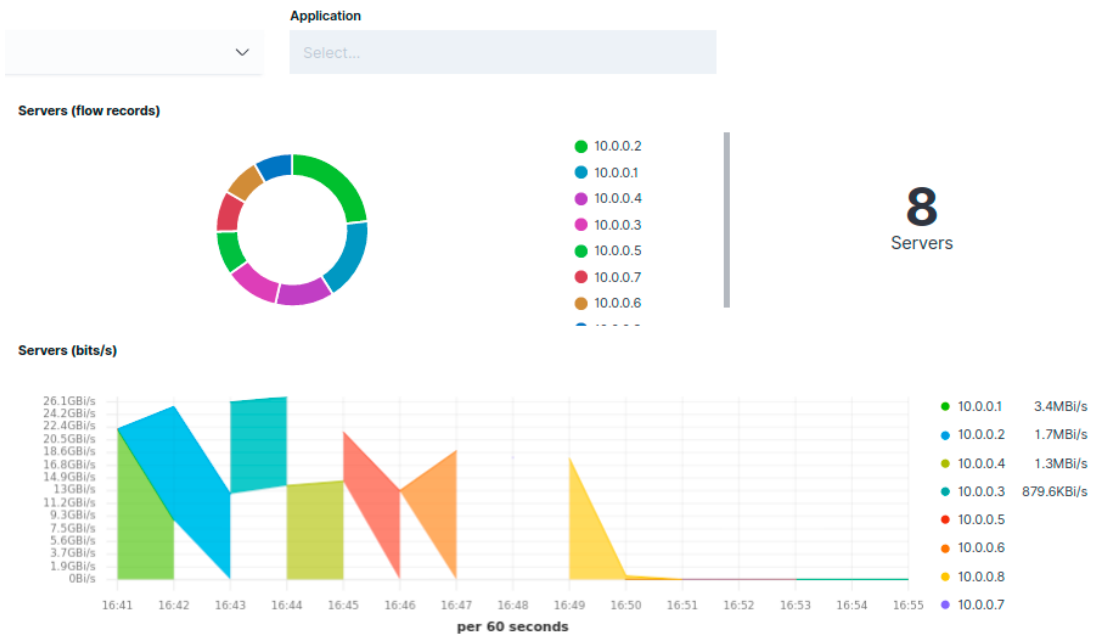 Application
Select...
Servers (flow records)
10.0.0.2
10.0.0.1
10.0.0.4
10.0.0.3
10.0.0.5
10.0.0.7
10.0.0.6
8
Servers
Servers (bits/s)
26.1GBi/s
24.2GBi/s
22.4GBi/s
20.5GBi/s
18.6GBi/s
16.8GBi/s
14.9GBi/s
13GBi/s
11.2GBi/s
9.3GBi/s
7.5GBi/s
5.6GBi/s
3.7GBi/s
1.9GBi/s
0Bi/s
16:41 16:42 16:43 16:44 16:45 16:46 16:47 16:48 16:49 16:50 16:51 16:52 16:53 16:54 16:55
per 60 seconds
10.0.0.1 3.4MBi/s
10.0.0.2 1.7MBi/s
10.0.0.4 1.3MBi/s
10.0.0.3 879.6KBi/s
10.0.0.5
10.0.0.6
10.0.0.8
10.0.0.7